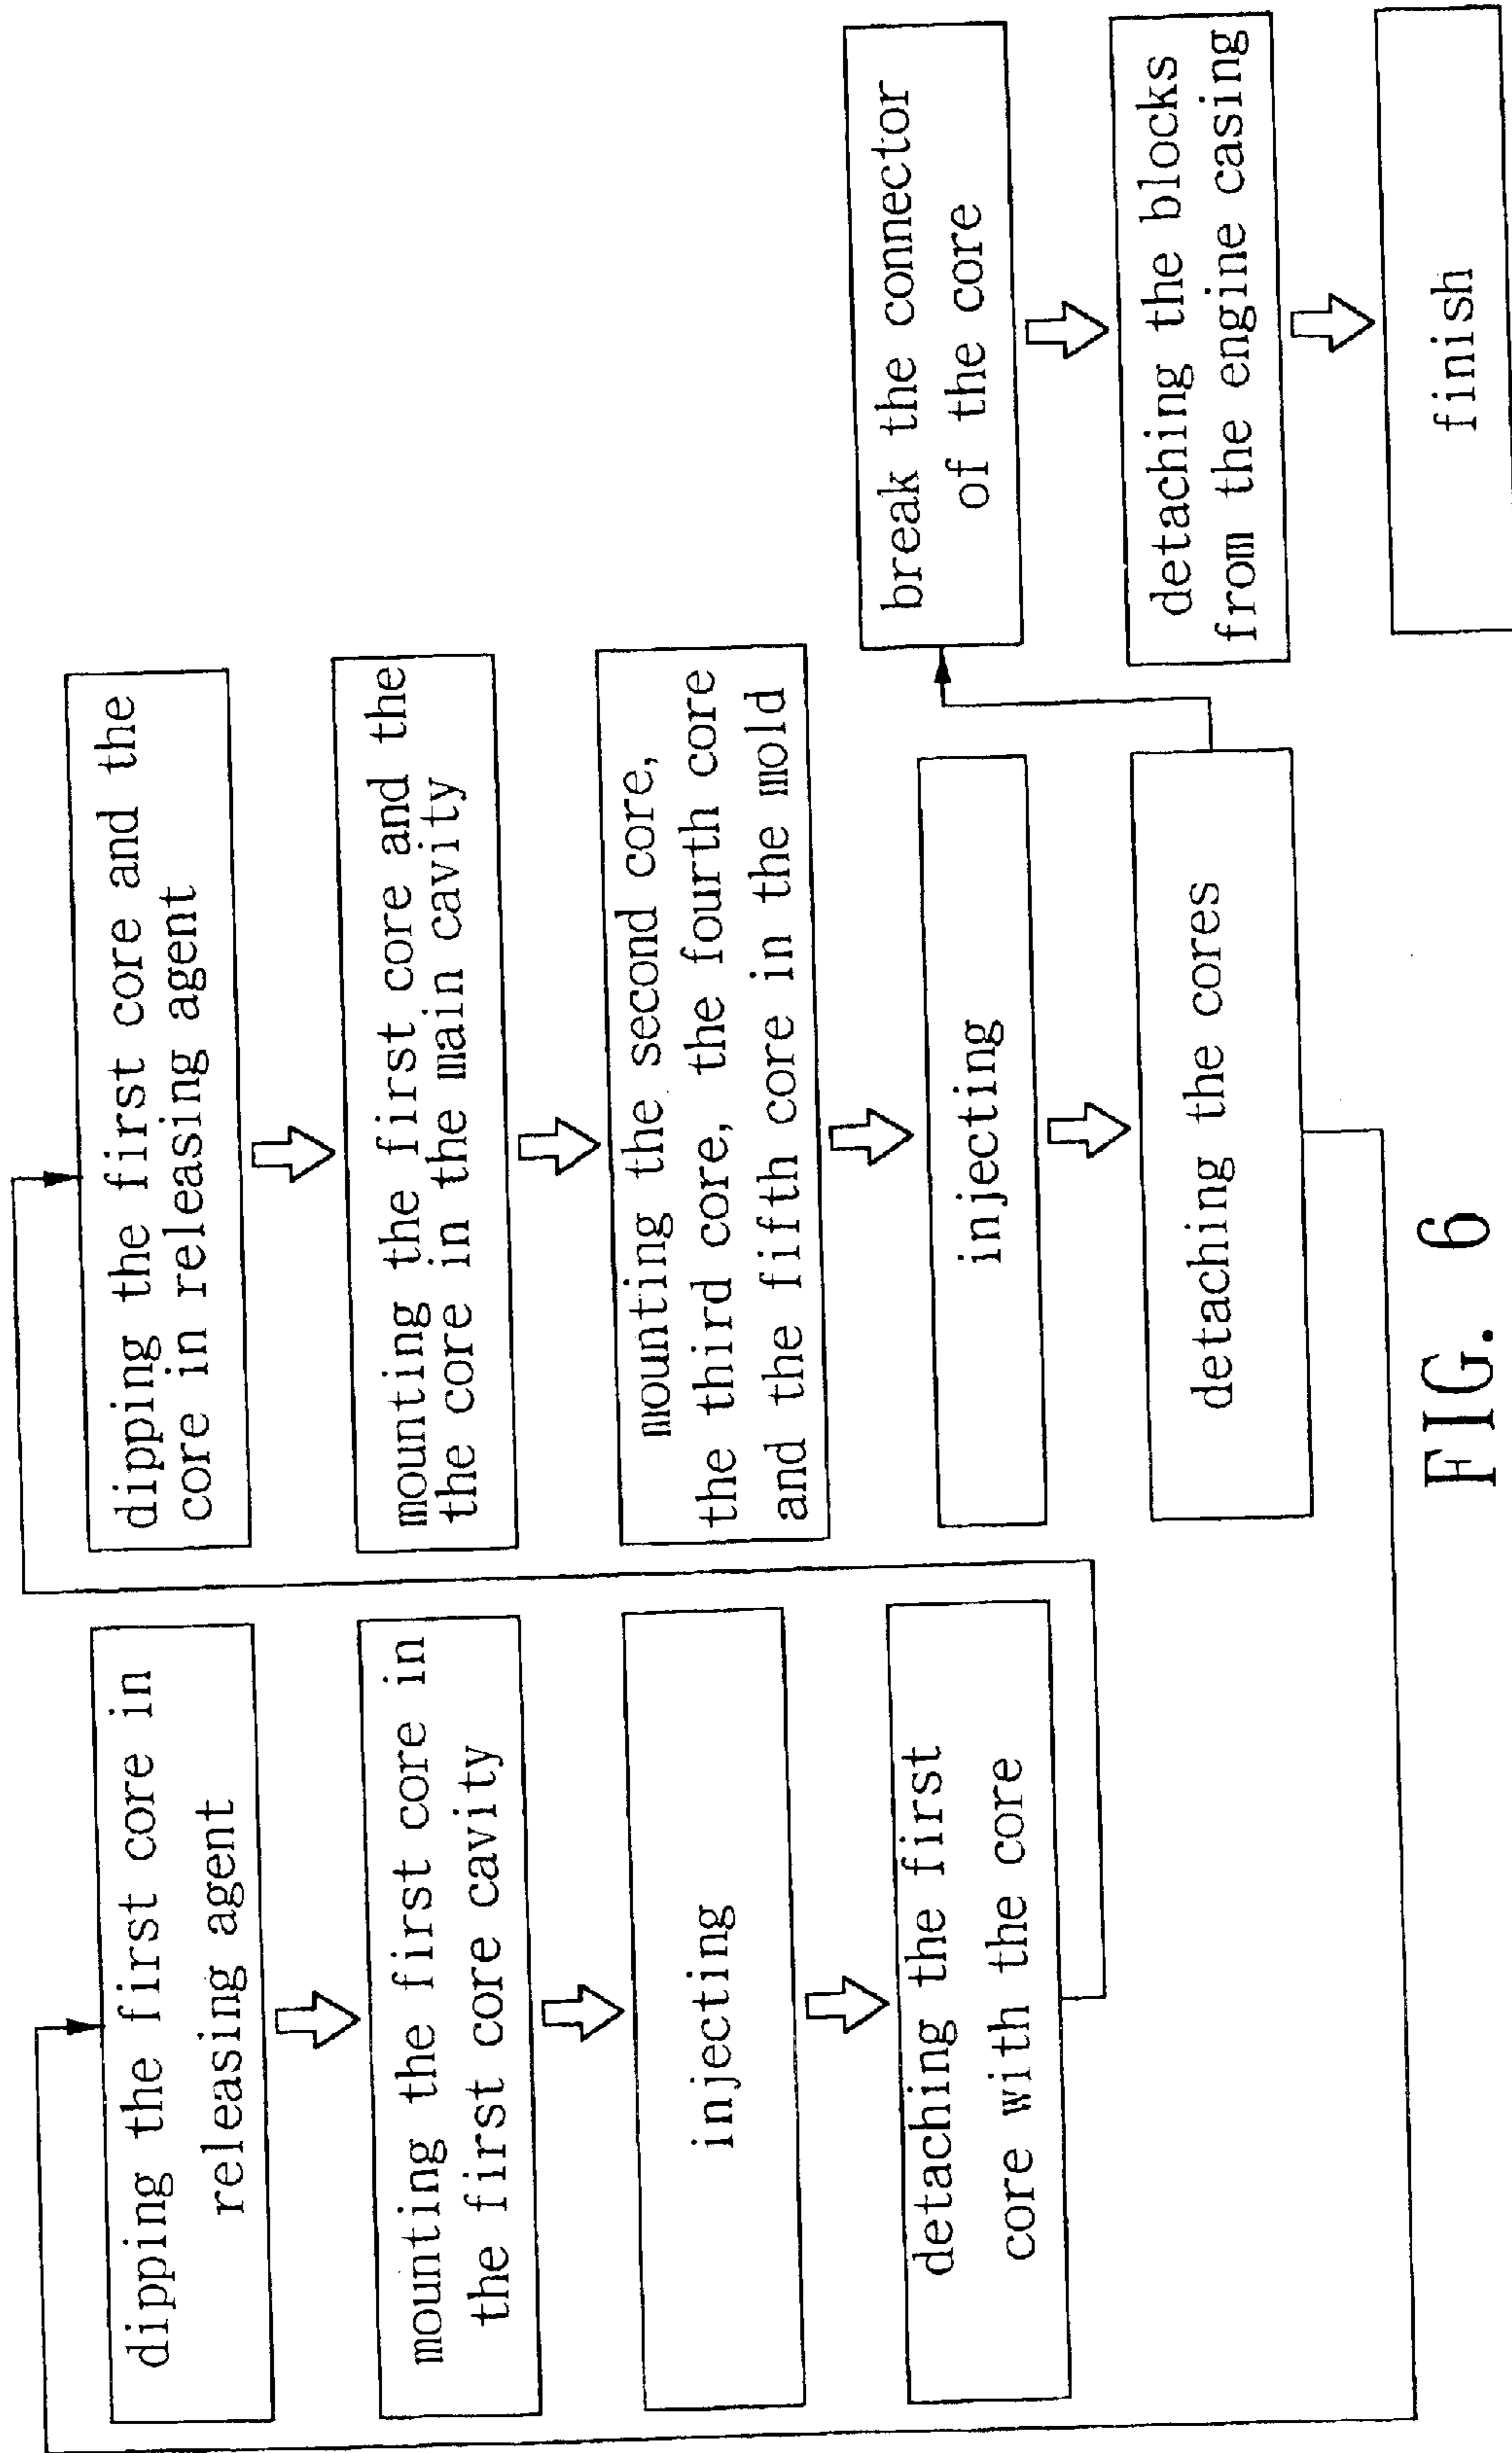 dipping the first core in
releasing agent
mounting the first core in
the first core cavity
injecting
detaching the first
core with the core
dipping the first core and the
core in releasing agent
mounting the first core and the
the core in the main cavity
mounting the second core,
the third core, the fourth core
and the fifth core in the mold
injecting
detaching the cores
break the connector
of the core
detaching the blocks
from the engine casing
finish
FIG. 6